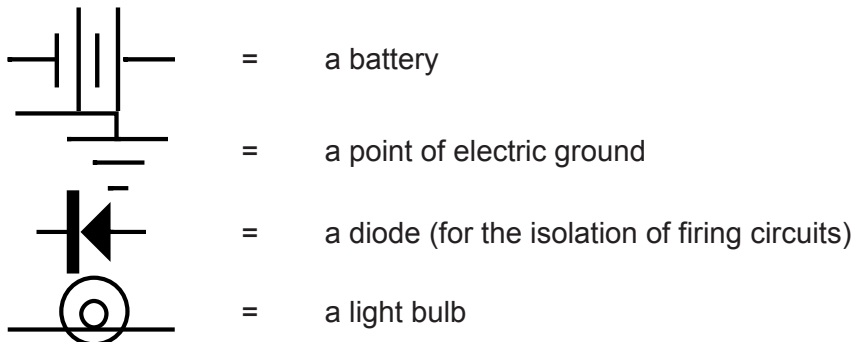 = a battery
= a point of electric ground
= a diode (for the isolation of firing circuits)
= a light bulb